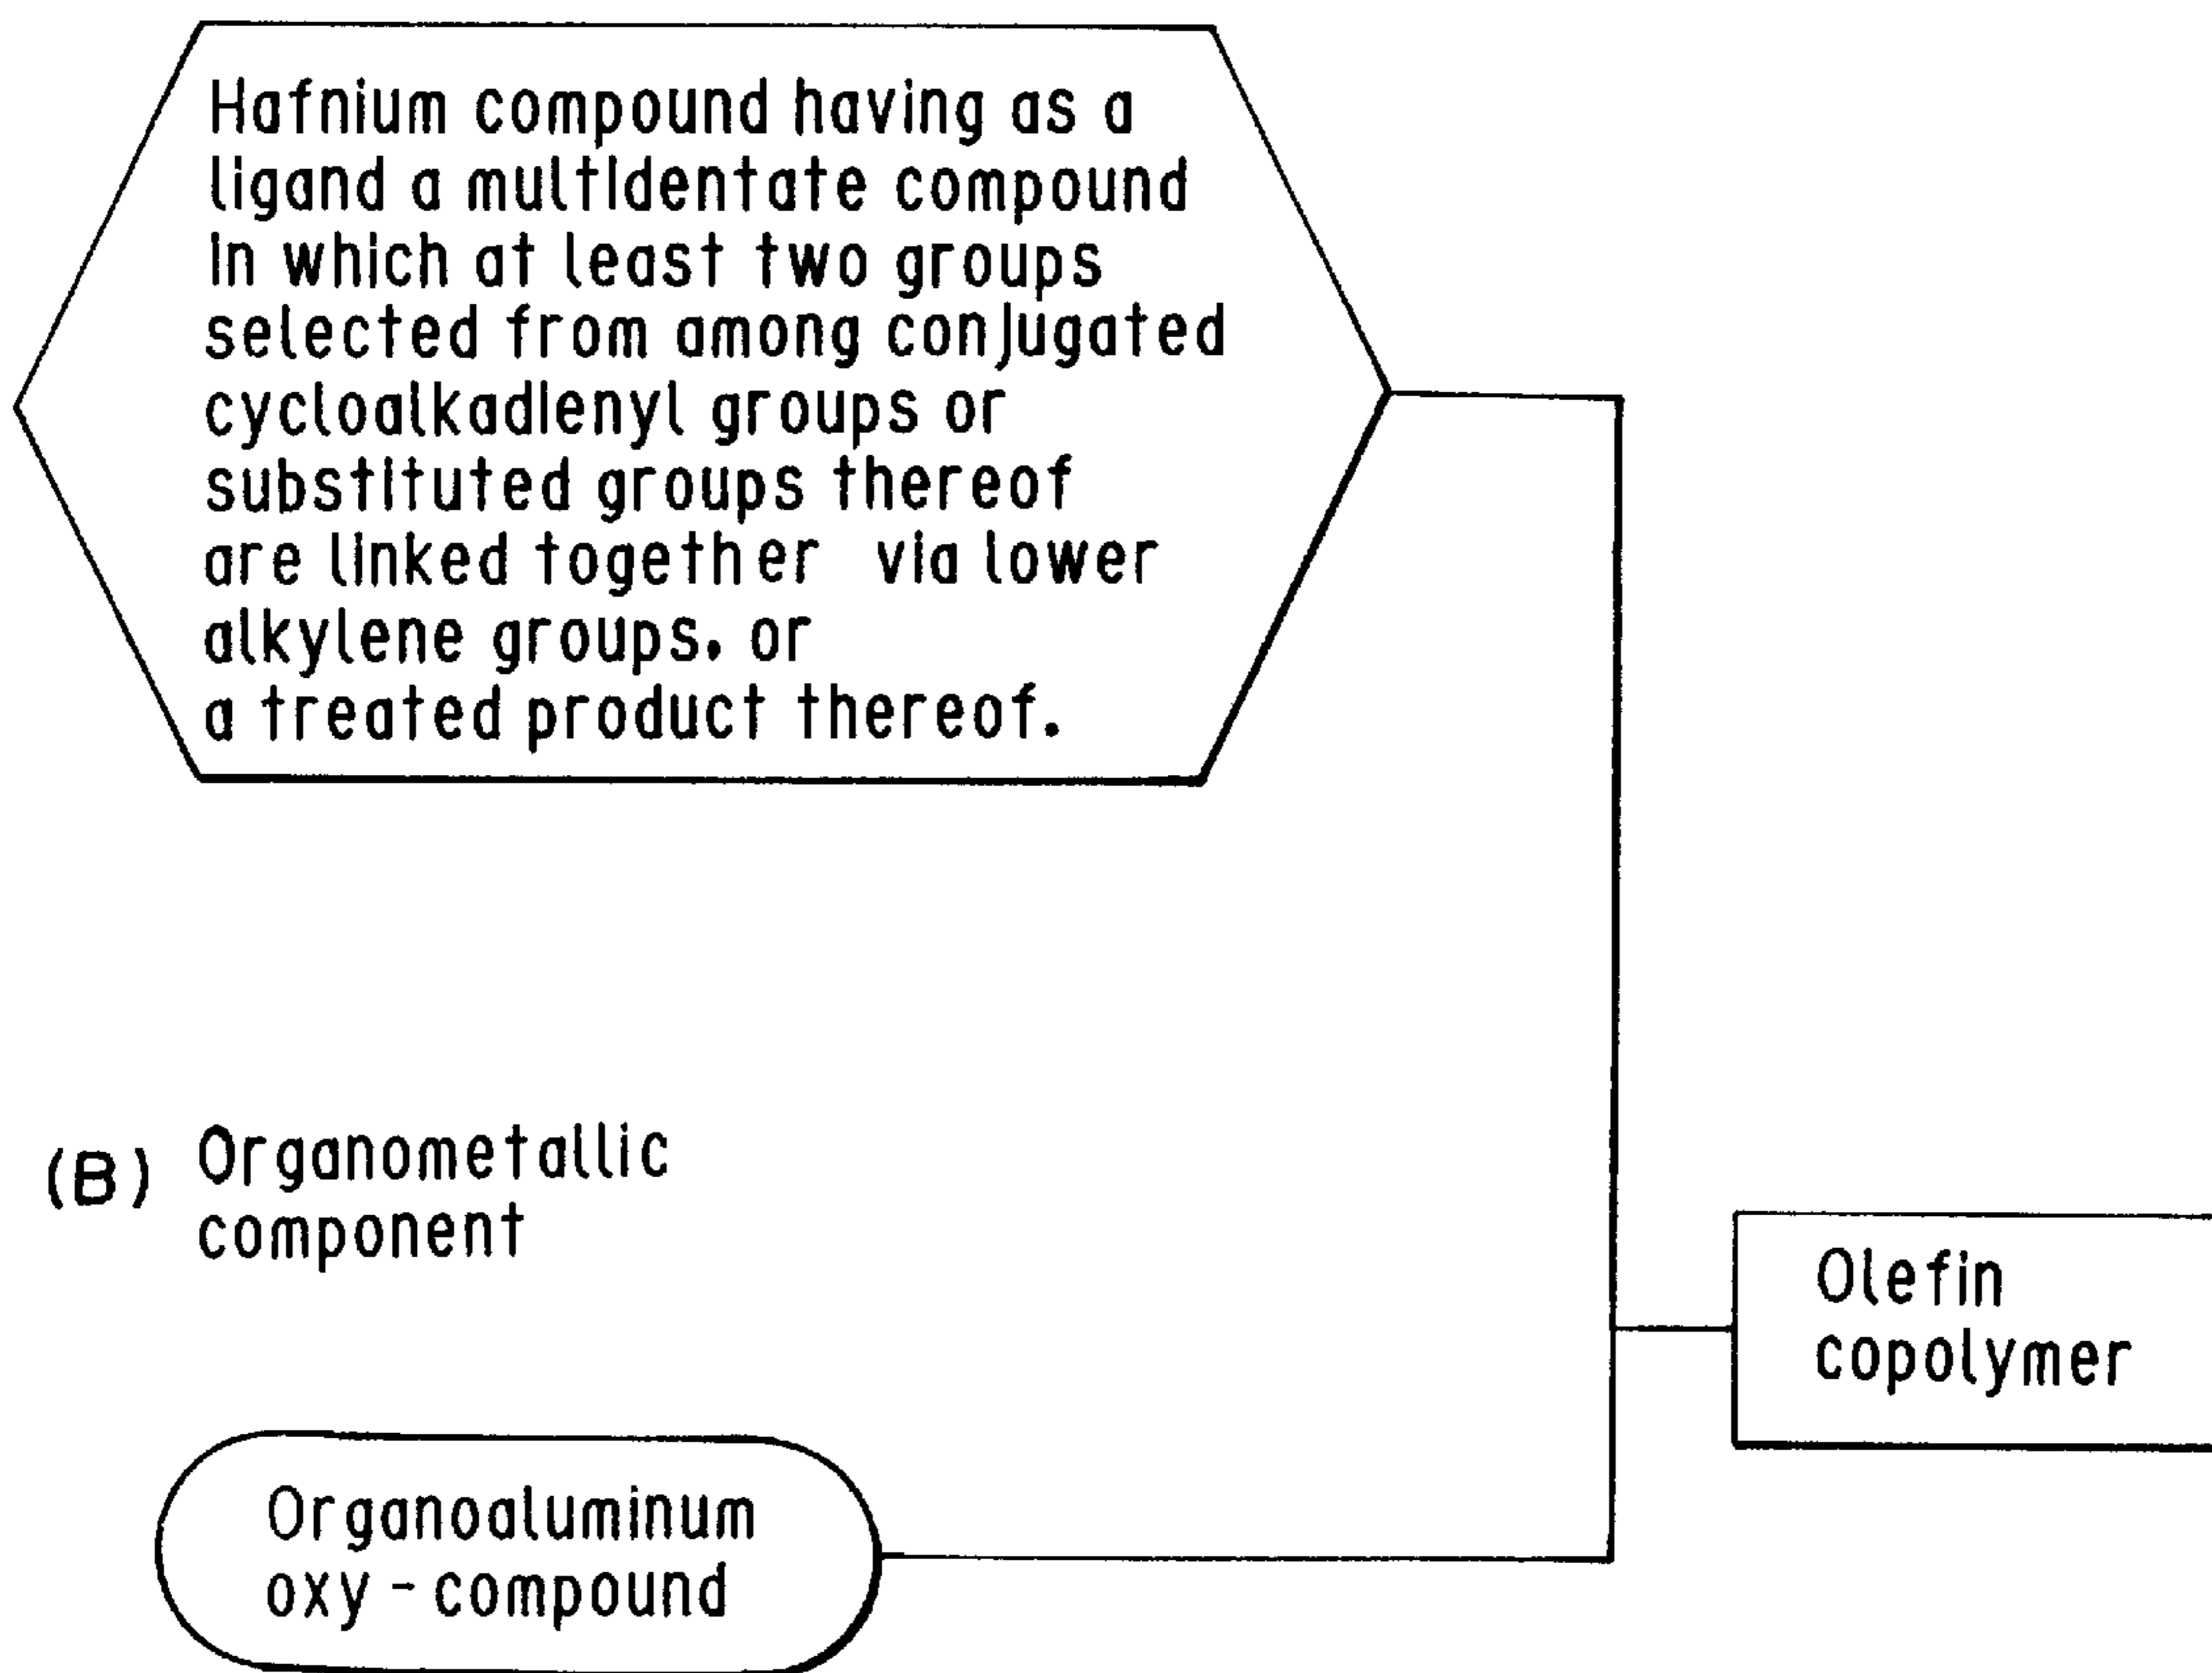 Hafnium compound having as a
ligand a multidentate compound
in which at least two groups
selected from among conjugated
cycloalkadienyl groups or
substituted groups thereof
are linked together via lower
alkylene groups, or
a treated product thereof.
(B) Organometallic
component
Olefin
copolymer
Organoaluminum
oxy-compound